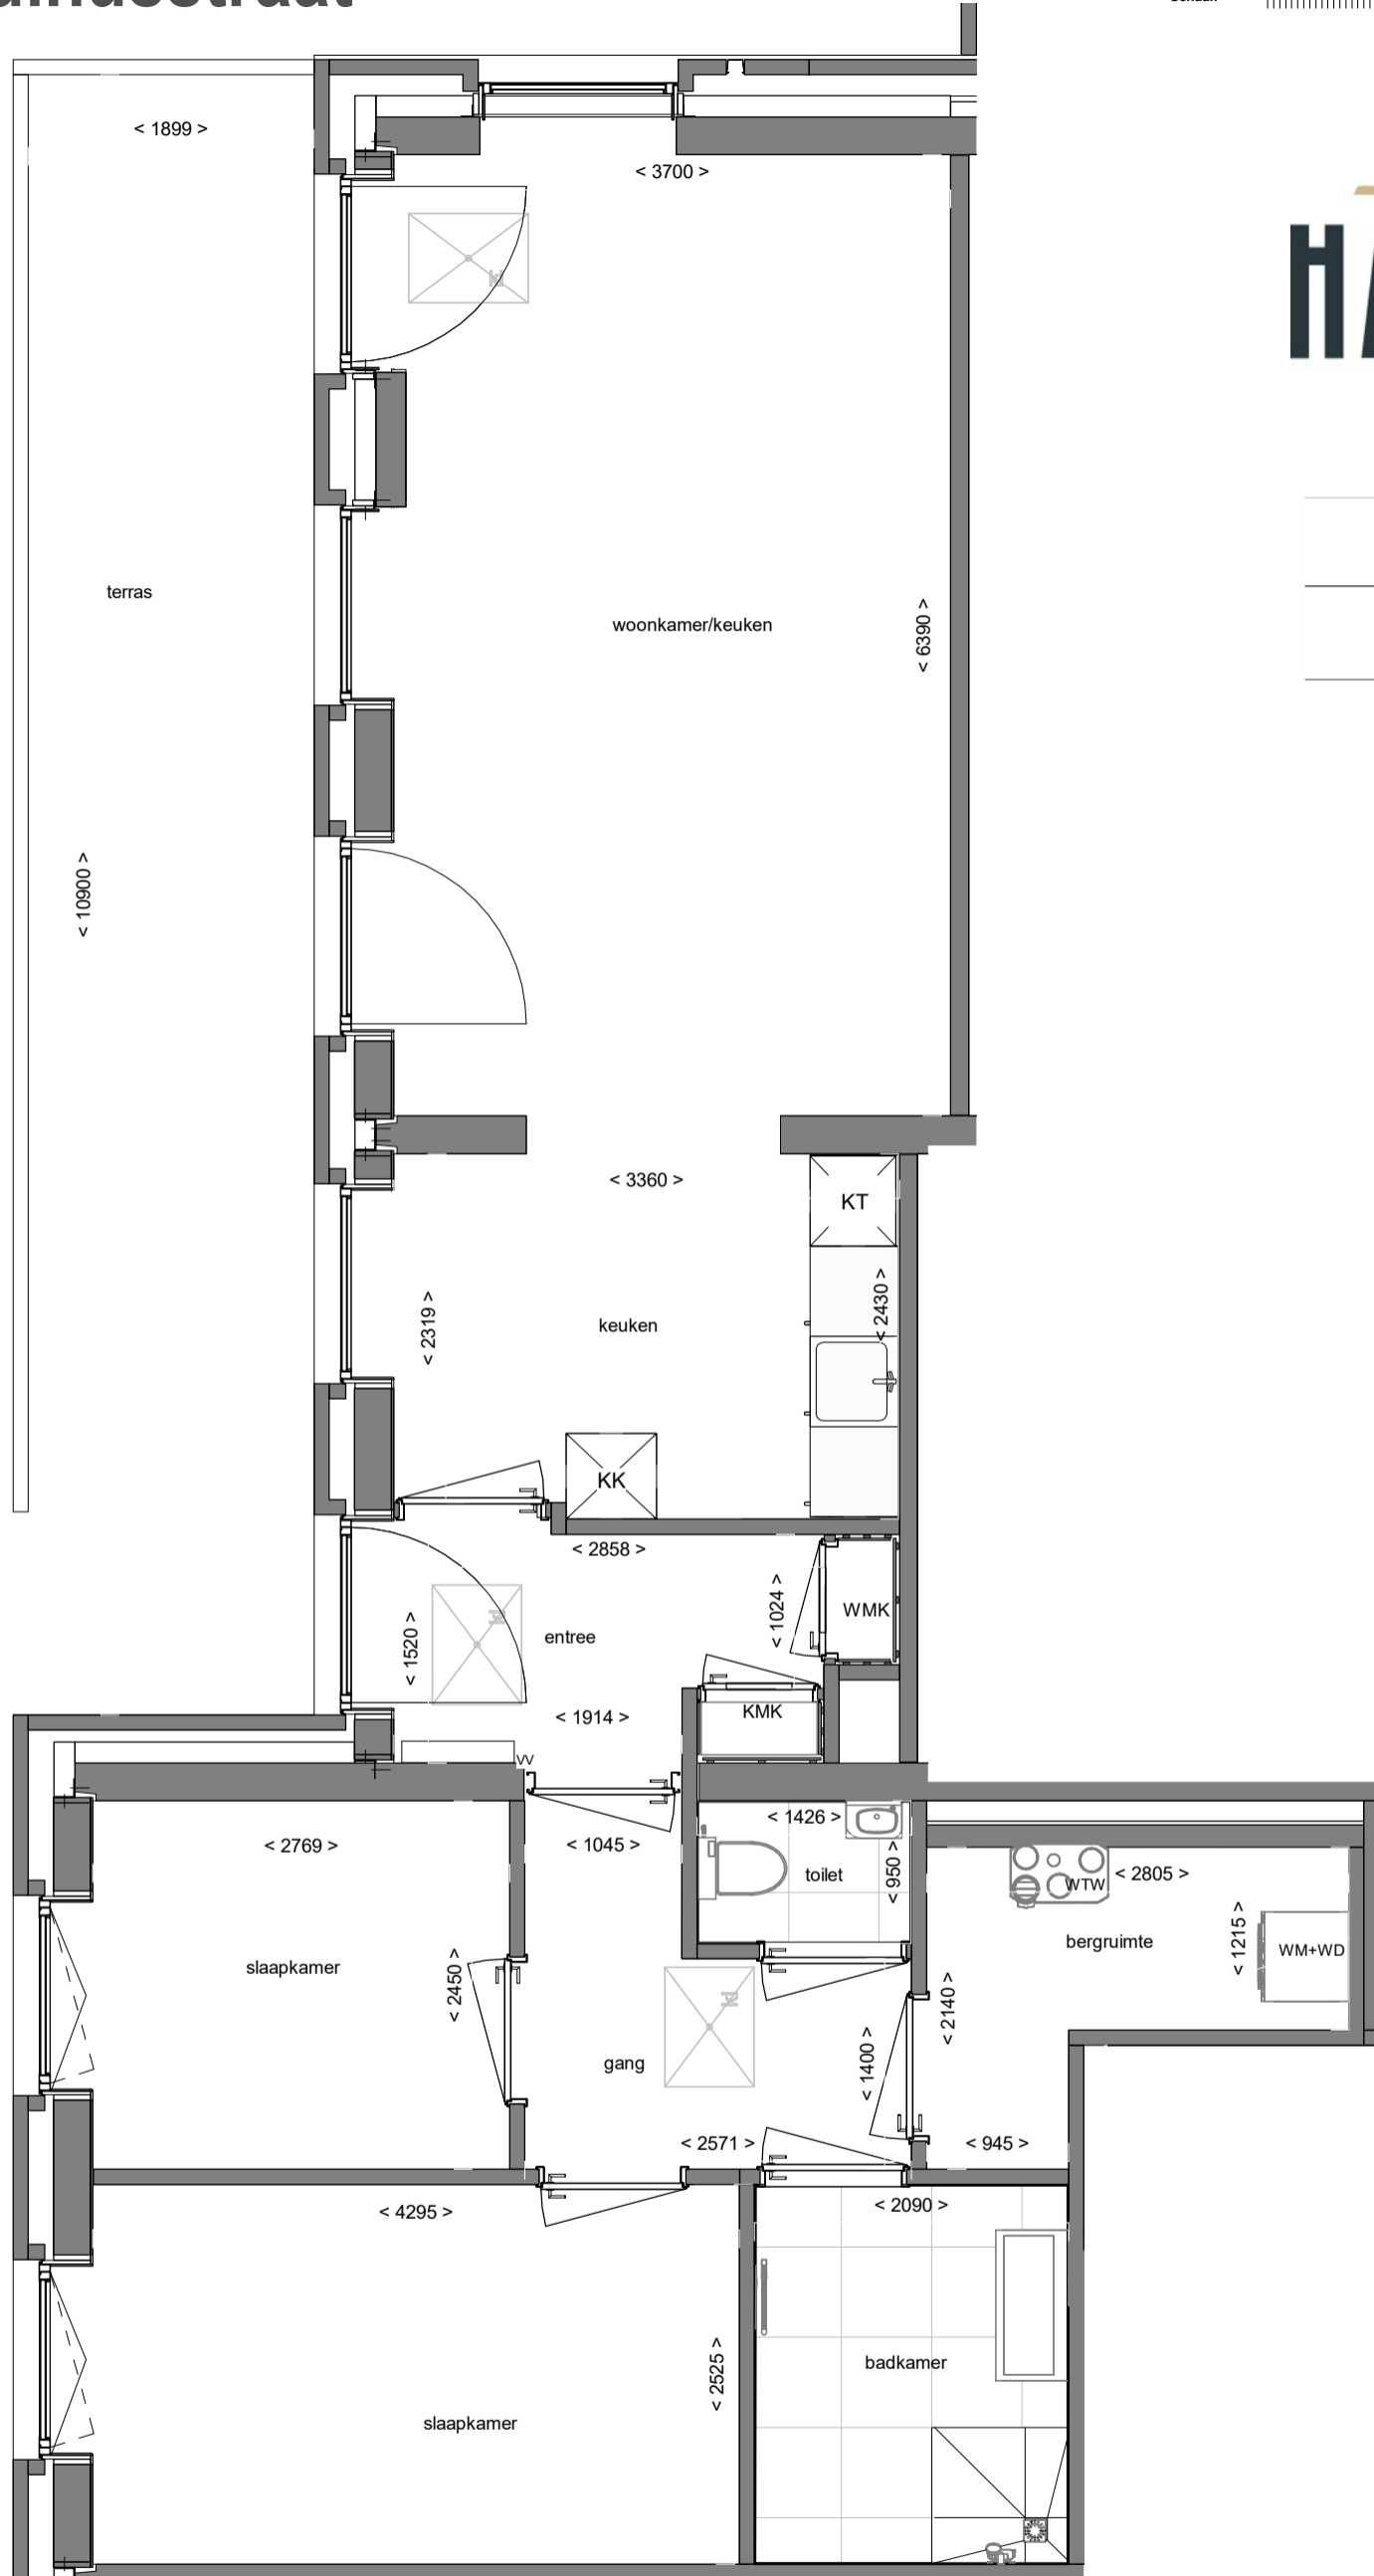 < 1899 >
< 3700 >
terras
woonkamer/keuken
< 6390 >
< 10900 >
< 3360 >
KT
< 2319 >
keuken
< 2430 >
KK
< 2858 >
< 1024 >
WMK
< 1520 >
entree
< 1914 >
KMK
VV
< 2769 >
< 1045 >
< 1426 >
toilet
< 950 >
WTW
< 2805 >
bergruimte
< 1215 >
WM+WD
slaapkamer
< 2450 >
gang
< 1400 >
< 2140 >
< 2571 >
< 945 >
< 4295 >
< 2090 >
< 2525 >
badkamer
slaapkamer